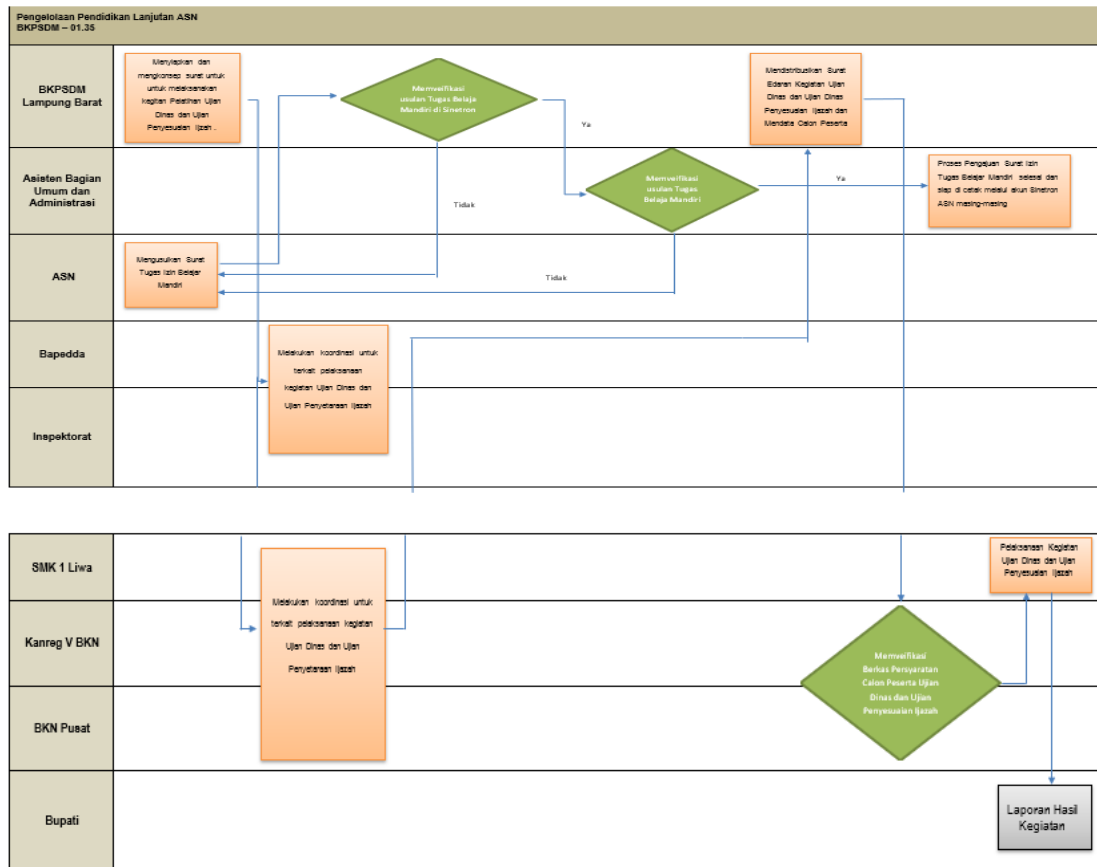 Pengelolaan Pendidikan Lanjutan ASN
BKPSDM – 01.35
BKPSDM
Lampung Barat
Menyiapkan dan
mengkonsep surat untuk
untuk melaksanakan
kegitan Pelatihan Ujian
Dinas dan Ujian
Penyesuaian Ijzah .
Memveifikasi
usulan Tugas Belaja
Mandiri di Sinetron
Ya
Tidak
Mendistribusikan Surat
Edaran Kegiatan Ujian
Dinas dan Ujian Dinas
Penyesuaian Ijazah dan
Mendata Calon Peserta
Asisten Bagian
Umum dan
Administrasi
Memveifikasi
usulan Tugas
Belaja Mandiri
Ya
Proses Pengajuan Surat Izin
Tugas Belajar Mandiri selesai dan
siap di cetak melalui akun Sinetron
ASN masing-masing
ASN
Mengusulkan Surat
Tugas Izin Belajar
Mandiri
Tidak
Bapedda
Melakukan koordinasi untuk
terkait pelaksanaan
kegiatan Ujian Dinas dan
Ujian Penyetaraan Ijazah
Inspektorat
SMK 1 Liwa
Pelaksanaan Kegiatan
Ujian Dinas dan Ujian
Penyesuaian Ijazah
Kanreg V BKN
Melakukan koordinasi untuk
terkait pelaksanaan kegiatan
Ujian Dinas dan Ujian
Penyetaraan Ijazah
Memveifikasi
Berkas Persyaratan
Calon Peserta Ujian
Dinas dan Ujian
Penyesuaian Ijazah
BKN Pusat
Bupati
Laporan Hasil
Kegiatan